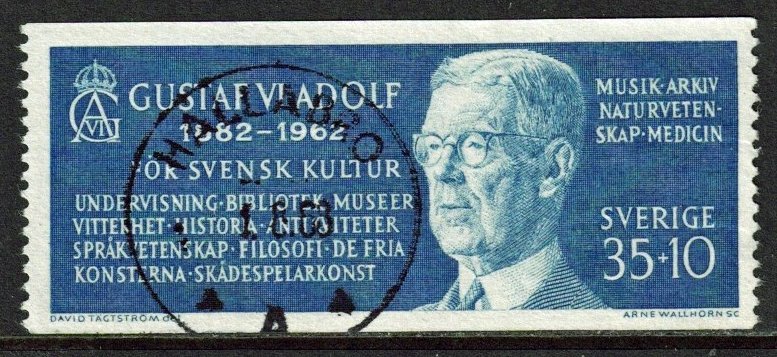 GUSTAF VI ADOLF
1882-1962
FÖR SVENSK KULTUR
UNDERVISNING·BIBLIOTEK·MUSEER
VITTERHET·HISTORIA·ANTIKVITETER
SPRÅKVETENSKAP·FILOSOFI·DE FRIA
KONSTERNA·SKÅDESPELARKONST
MUSIK·ARKIV
NATURVETEN-
SKAP·MEDICIN
SVERIGE
35+10
HALLABRO
A
DAVID TÄGTSTRÖM del.
ARNE WALLHORN SC